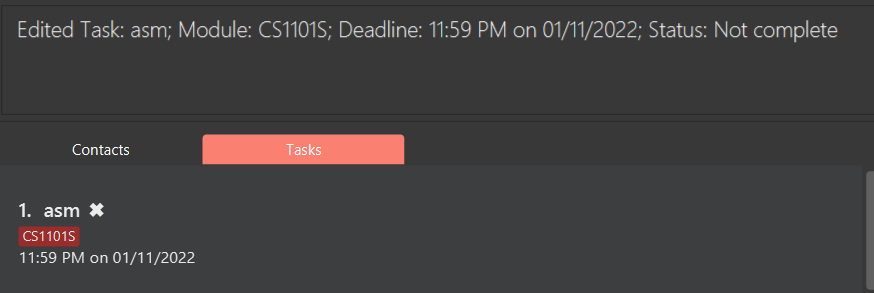 Edited Task: asm; Module: CS1101S; Deadline: 11:59 PM on 01/11/2022; Status: Not complete
Contacts
Tasks
1. asm ✖
CS1101S
11:59 PM on 01/11/2022